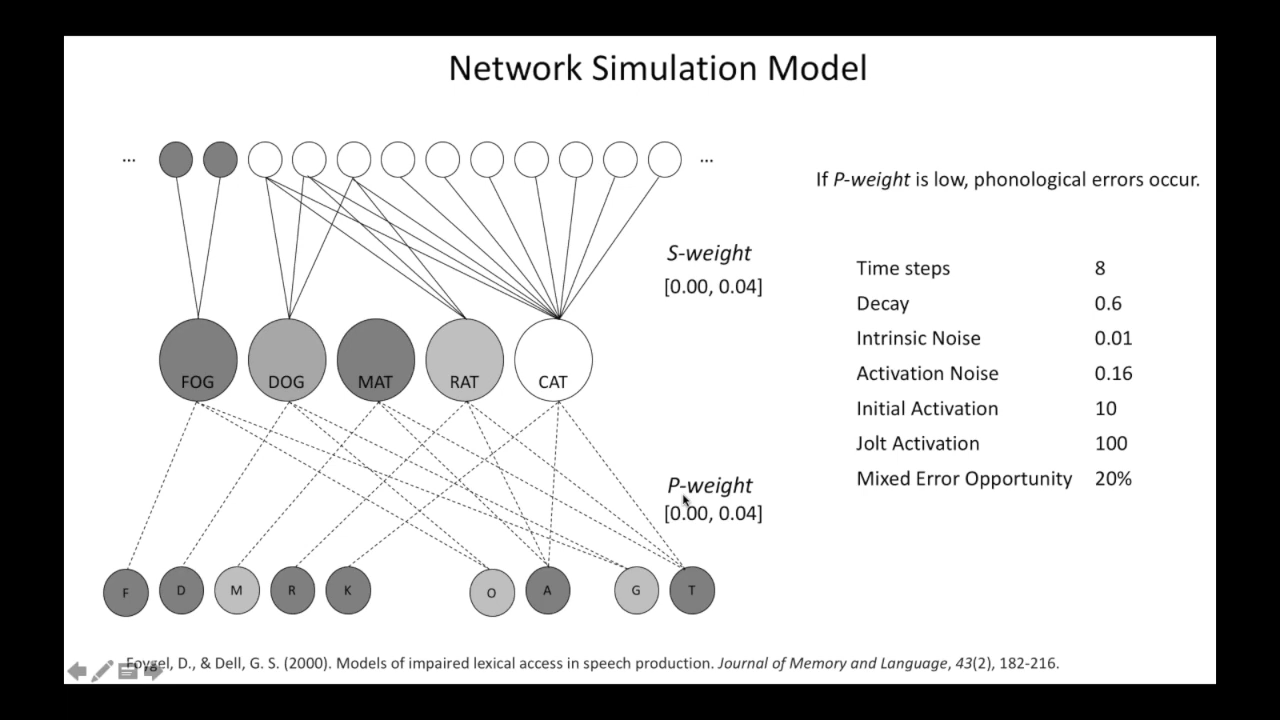 Network Simulation Model
... ...
If P-weight is low, phonological errors occur.
S-weight
[0.00, 0.04]
Time steps 8
Decay 0.6
Intrinsic Noise 0.01
Activation Noise 0.16
Initial Activation 10
Jolt Activation 100
Mixed Error Opportunity 20%
FOG DOG MAT RAT CAT
P-weight
[0.00, 0.04]
F D M R K O A G T
Foygel, D., & Dell, G. S. (2000). Models of impaired lexical access in speech production. Journal of Memory and Language, 43(2), 182-216.